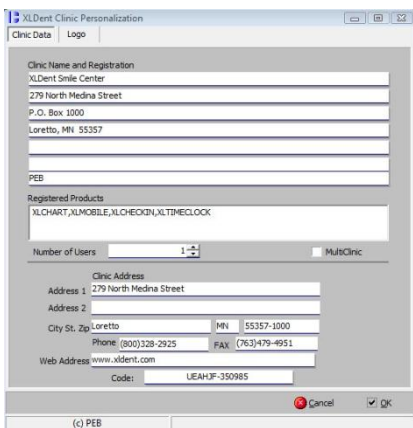 XLDent Clinic Personalization
Clinic Data Logo
Clinic Name and Registration
XLDent Smile Center
279 North Medina Street
P.O. Box 1000
Loretto, MN 55357
PEB
Registered Products
XLCHART,XLMOBILE,XLCHECKIN,XLTIMECLOCK
Number of Users 1 MultiClinic
Clinic Address
Address 1 279 North Medina Street
Address 2
City St. Zip Loretto MN 55357-1000
Phone (800)328-2925 FAX (763)479-4951
Web Address www.xldent.com
Code: UEAHJF-350985
Cancel OK
(c) PEB